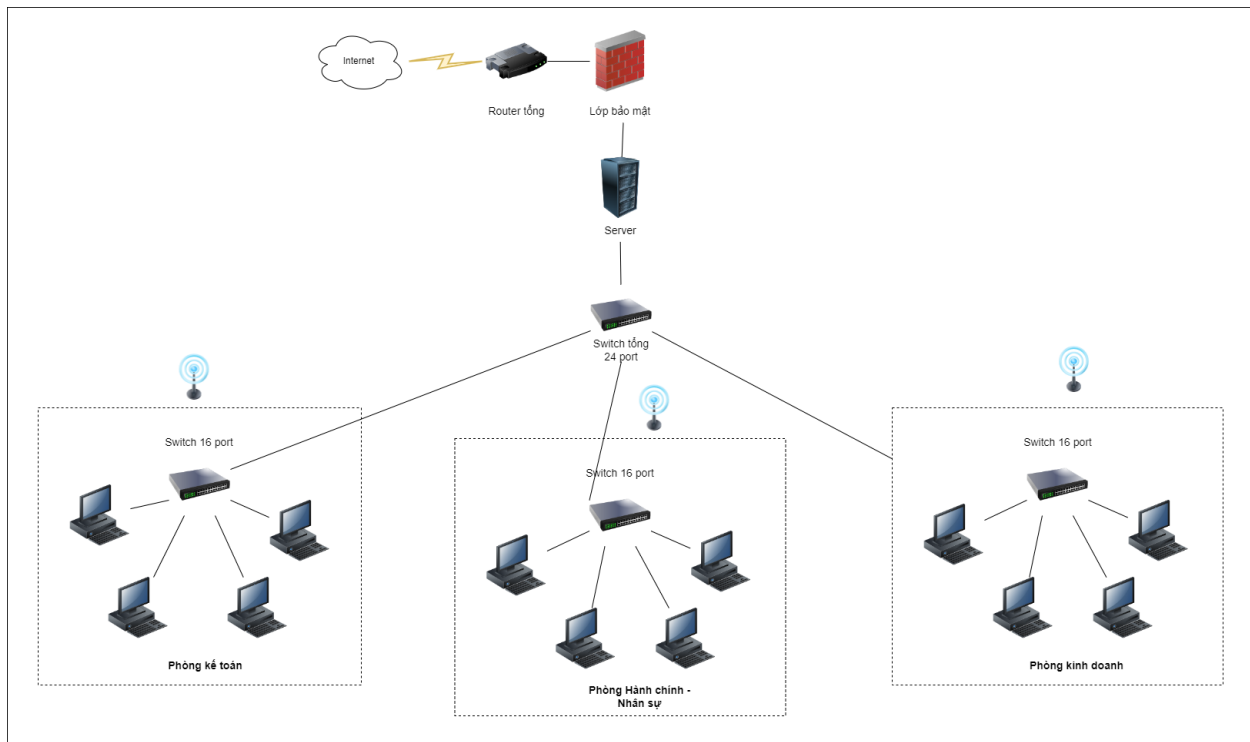 Internet
Router tổng
Lớp bảo mật
Server
Switch tổng
24 port
Switch 16 port
Phòng kế toán
Switch 16 port
Phòng Hành chính -
Nhân sự
Switch 16 port
Phòng kinh doanh